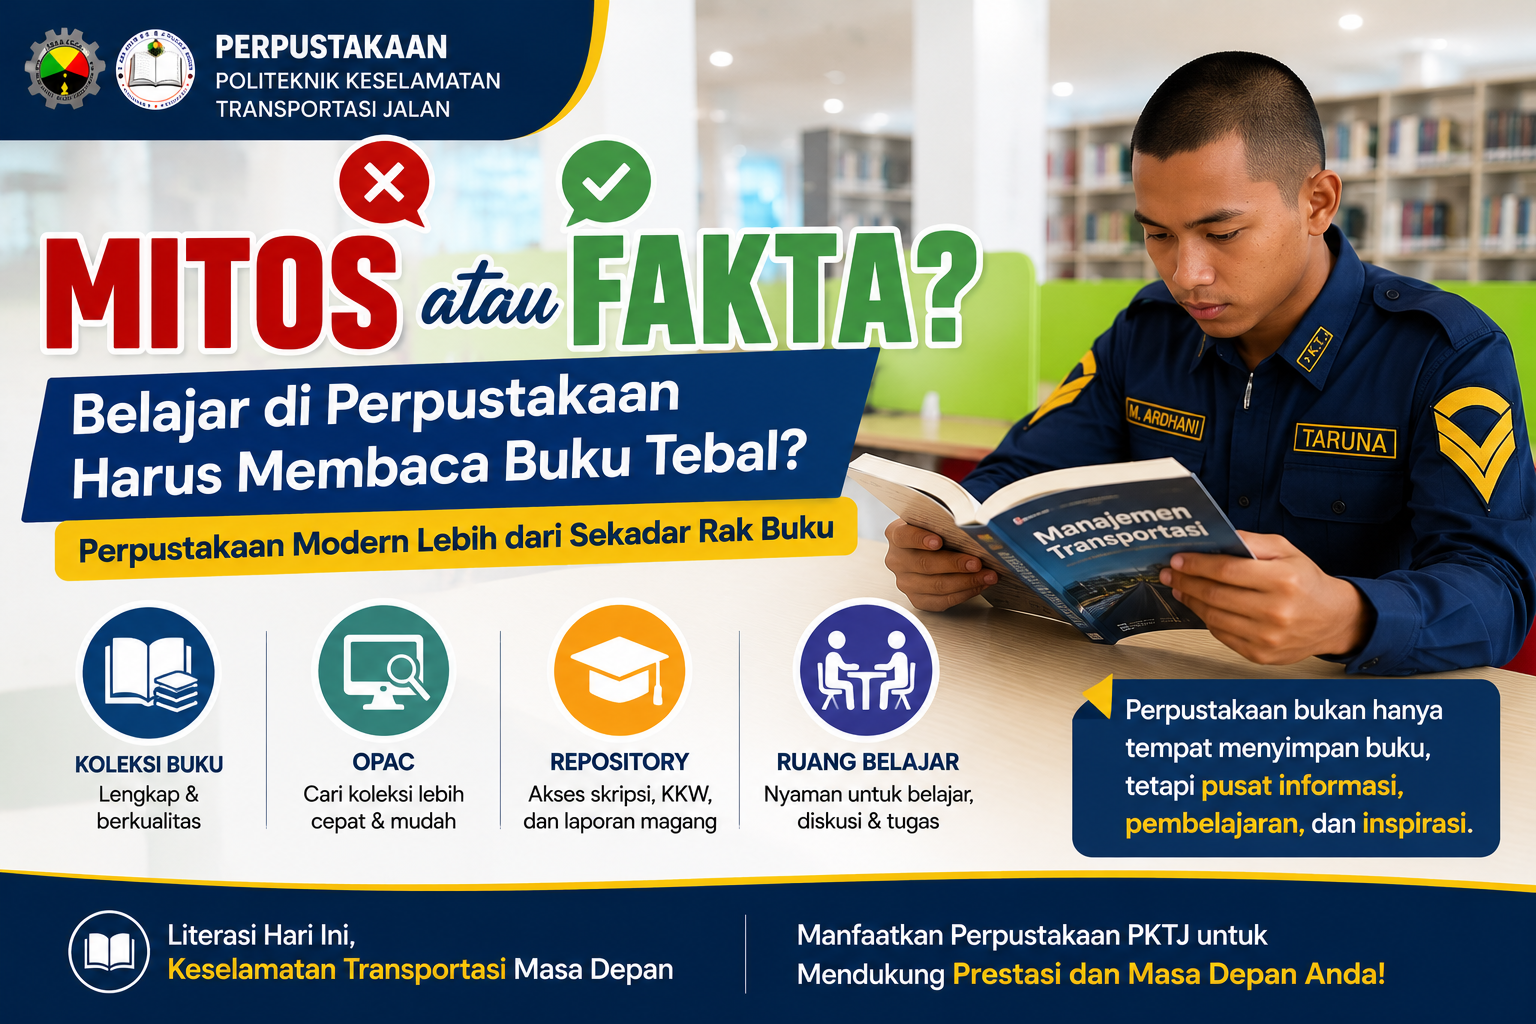 PERPUSTAKAAN
POLITEKNIK KESELAMATAN
TRANSPORTASI JALAN
MITOS atau FAKTA?
Belajar di Perpustakaan
Harus Membaca Buku Tebal?
Perpustakaan Modern Lebih dari Sekadar Rak Buku
M. ARDHANI
TARUNA
Manajemen
Transportasi
KOLEKSI BUKU
Lengkap &
berkualitas
OPAC
Cari koleksi lebih
cepat & mudah
REPOSITORY
Akses skripsi, KKW,
dan laporan magang
RUANG BELAJAR
Nyaman untuk belajar,
diskusi & tugas
Perpustakaan bukan hanya
tempat menyimpan buku,
tetapi pusat informasi,
pembelajaran, dan inspirasi.
Literasi Hari Ini,
Keselamatan Transportasi Masa Depan
Manfaatkan Perpustakaan PKTJ untuk
Mendukung Prestasi dan Masa Depan Anda!